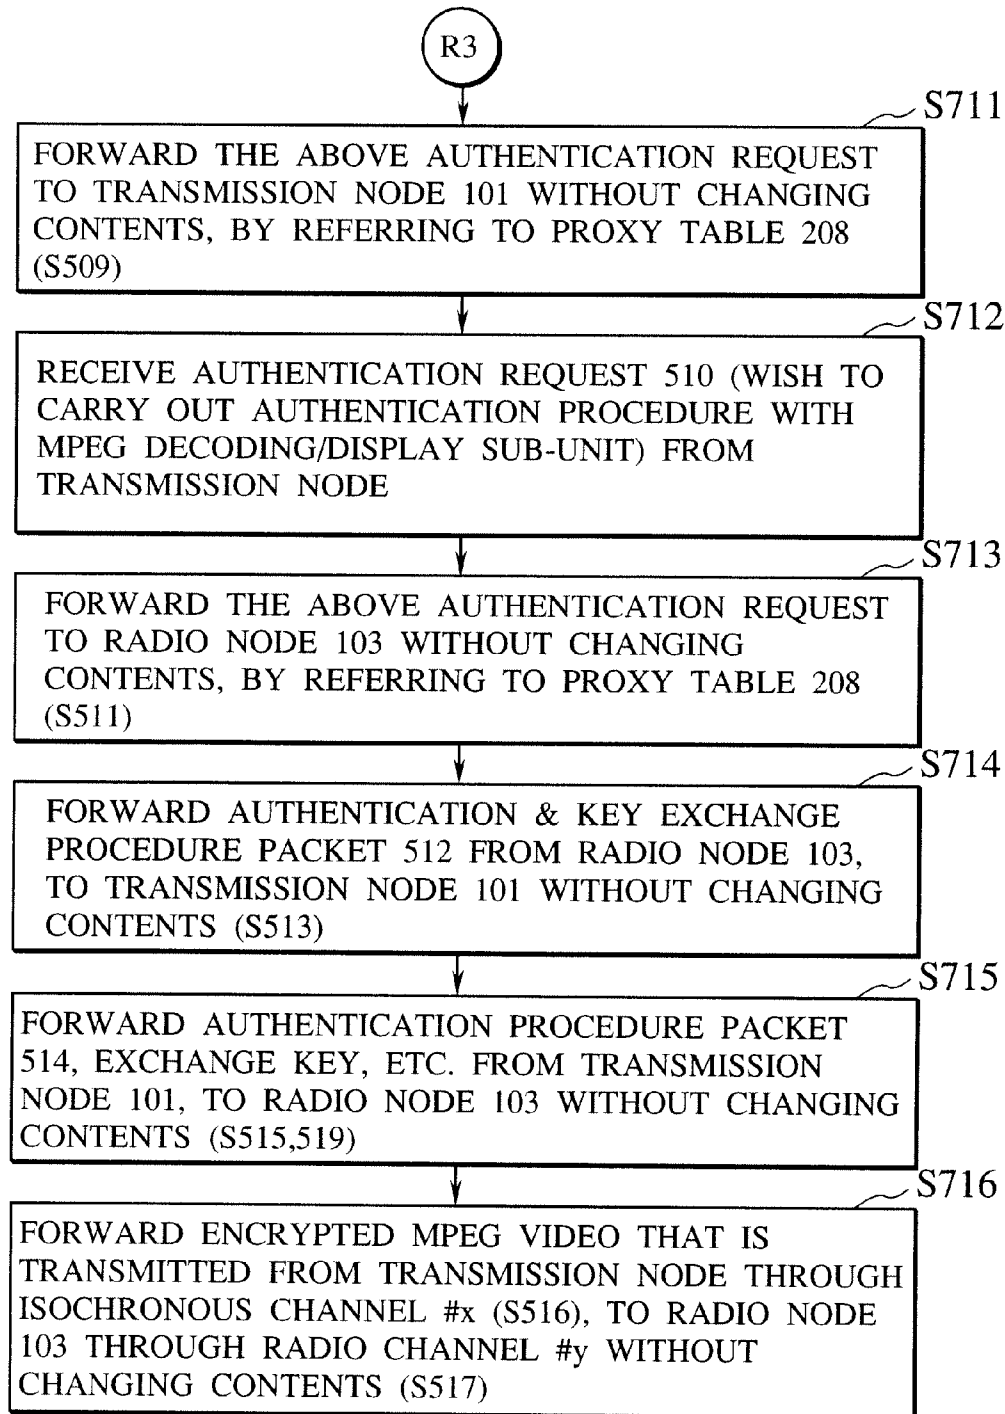 R3
S711
FORWARD THE ABOVE AUTHENTICATION REQUEST
TO TRANSMISSION NODE 101 WITHOUT CHANGING
CONTENTS, BY REFERRING TO PROXY TABLE 208
(S509)
S712
RECEIVE AUTHENTICATION REQUEST 510 (WISH TO
CARRY OUT AUTHENTICATION PROCEDURE WITH
MPEG DECODING/DISPLAY SUB-UNIT) FROM
TRANSMISSION NODE
S713
FORWARD THE ABOVE AUTHENTICATION REQUEST
TO RADIO NODE 103 WITHOUT CHANGING
CONTENTS, BY REFERRING TO PROXY TABLE 208
(S511)
S714
FORWARD AUTHENTICATION & KEY EXCHANGE
PROCEDURE PACKET 512 FROM RADIO NODE 103,
TO TRANSMISSION NODE 101 WITHOUT CHANGING
CONTENTS (S513)
S715
FORWARD AUTHENTICATION PROCEDURE PACKET
514, EXCHANGE KEY, ETC. FROM TRANSMISSION
NODE 101, TO RADIO NODE 103 WITHOUT CHANGING
CONTENTS (S515,519)
S716
FORWARD ENCRYPTED MPEG VIDEO THAT IS
TRANSMITTED FROM TRANSMISSION NODE THROUGH
ISOCHRONOUS CHANNEL #x (S516), TO RADIO NODE
103 THROUGH RADIO CHANNEL #y WITHOUT
CHANGING CONTENTS (S517)